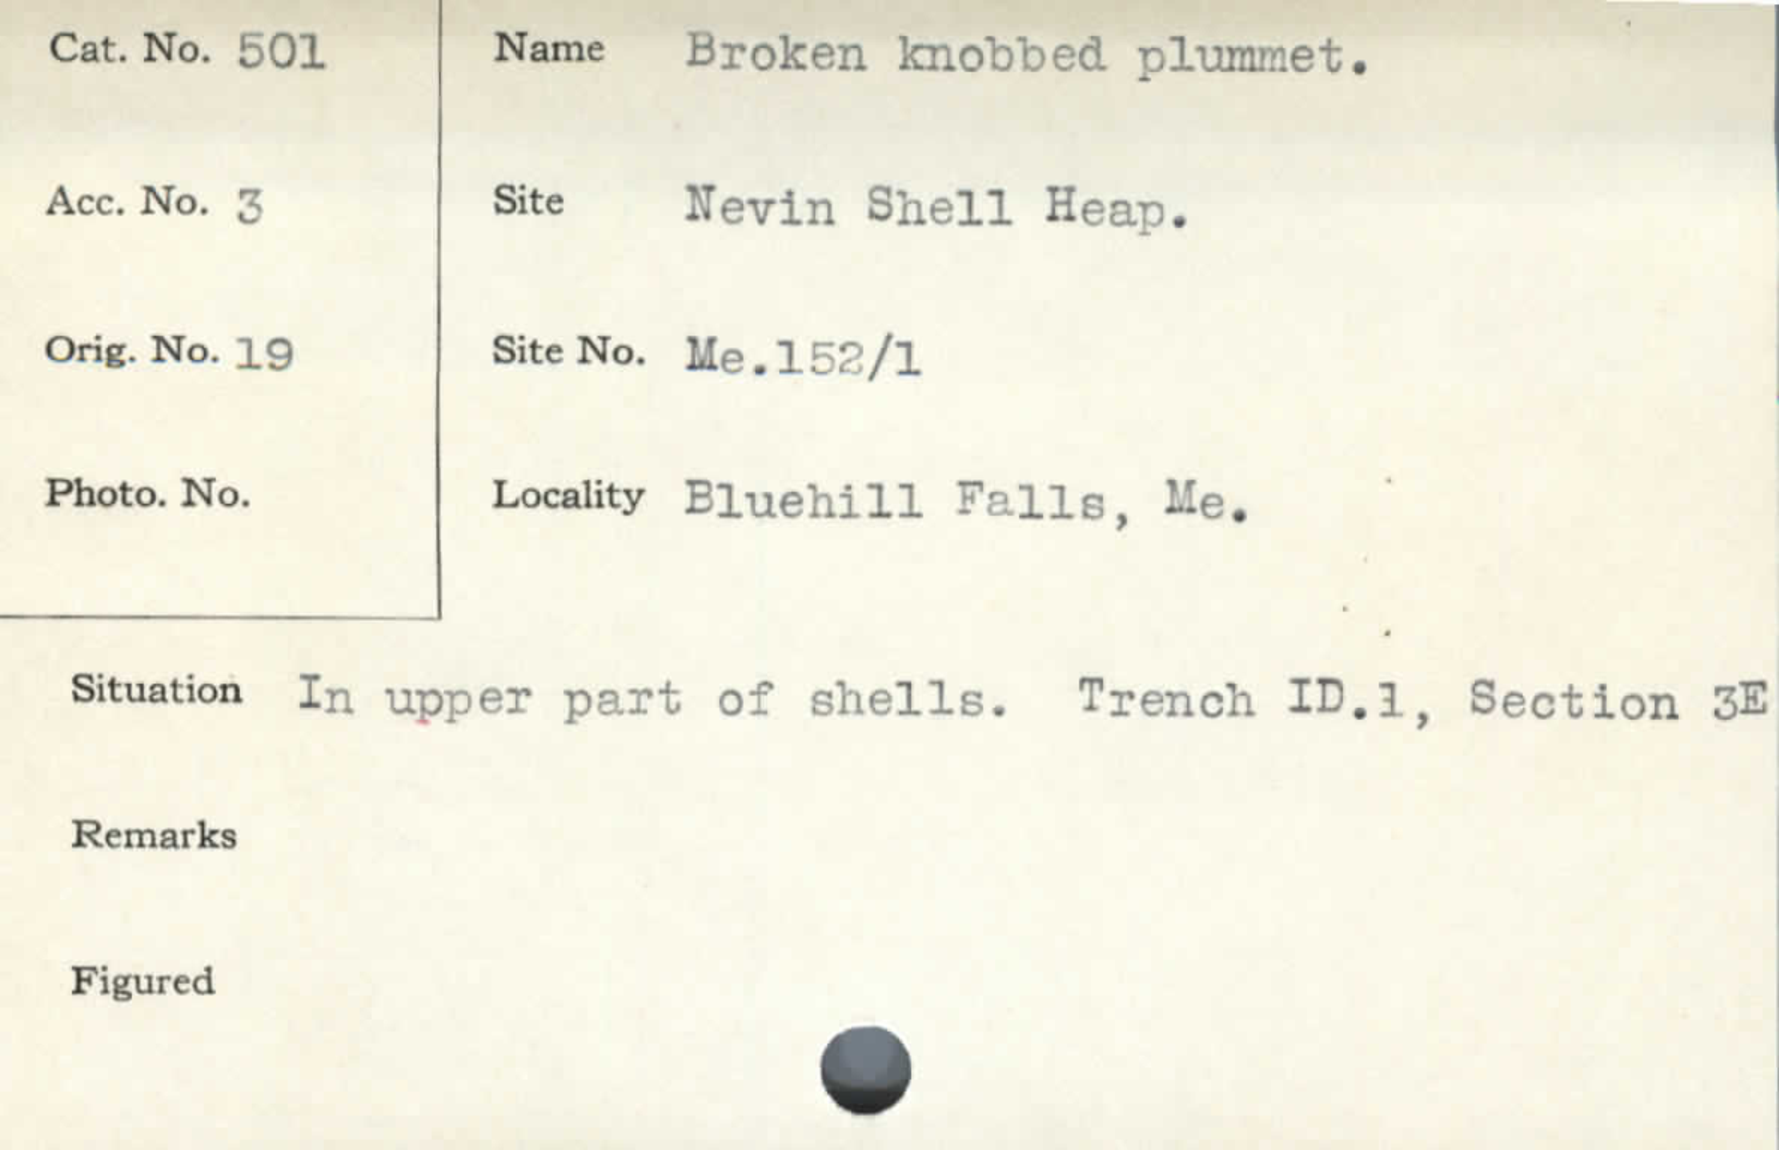 Cat. No. 501
Name Broken knobbed plummet.
Acc. No. 3
Site Nevin Shell Heap.
Orig. No. 19
Site No. Me.152/1
Photo. No.
Locality Bluehill Falls, Me.
Situation In upper part of shells. Trench ID.1, Section 3E
Remarks
Figured